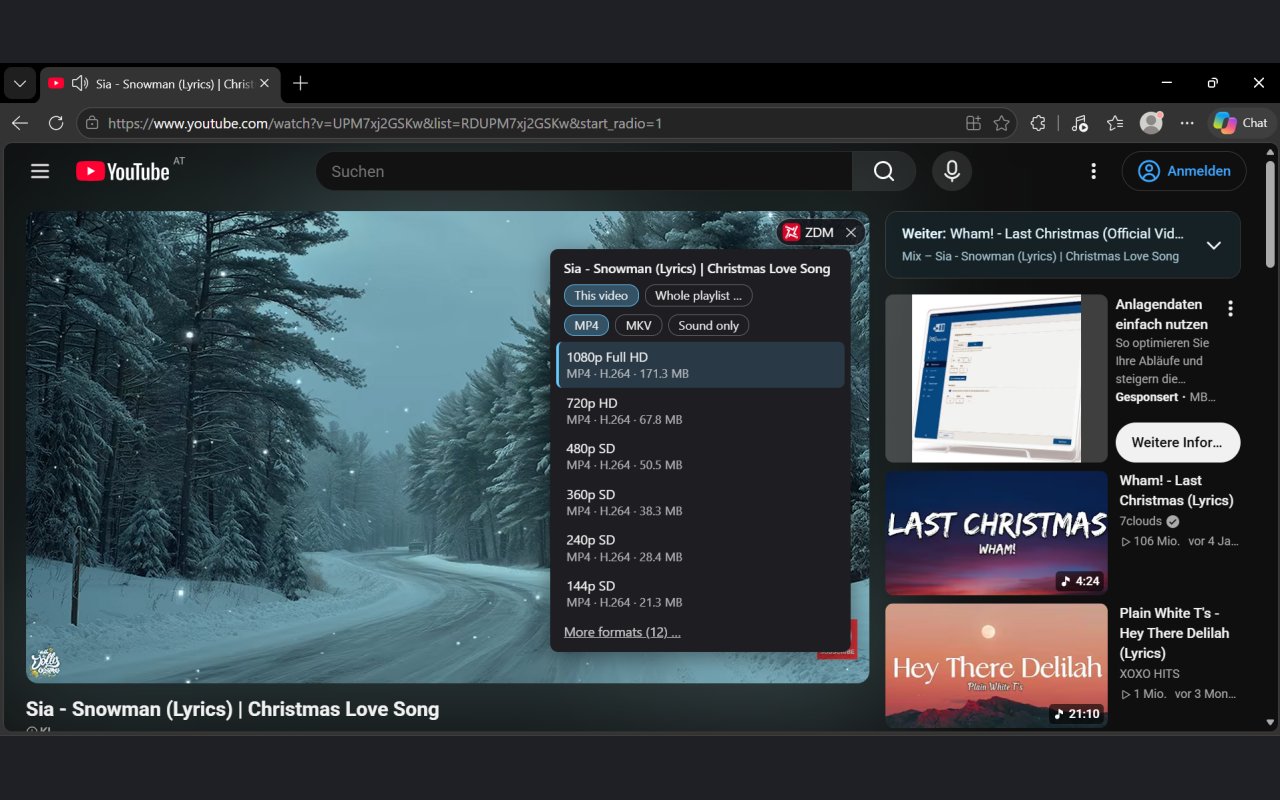 Sia - Snowman (Lyrics) | Christ
https://www.youtube.com/watch?v=UPM7xj2GSKw&list=RDUPM7xj2GSKw&start_radio=1
Chat
YouTube AT
Suchen
Anmelden
ZDM
Sia - Snowman (Lyrics) | Christmas Love Song
This video
Whole playlist ...
MP4
MKV
Sound only
1080p Full HD
MP4 · H.264 · 171.3 MB
720p HD
MP4 · H.264 · 67.8 MB
480p SD
MP4 · H.264 · 50.5 MB
360p SD
MP4 · H.264 · 38.3 MB
240p SD
MP4 · H.264 · 28.4 MB
144p SD
MP4 · H.264 · 21.3 MB
More formats (12) ...
Sia - Snowman (Lyrics) | Christmas Love Song
Weiter: Wham! - Last Christmas (Official Vid...
Mix – Sia - Snowman (Lyrics) | Christmas Love Song
Anlagendaten
einfach nutzen
So optimieren Sie
Ihre Abläufe und
steigern die...
Gesponsert · MB...
Weitere Infor...
LAST CHRISTMAS
WHAM!
4:24
Wham! - Last
Christmas (Lyrics)
7clouds
106 Mio. vor 4 Ja...
Hey There Delilah
Plain White T's
21:10
Plain White T's -
Hey There Delilah
(Lyrics)
XOXO HITS
1 Mio. vor 3 Mon...